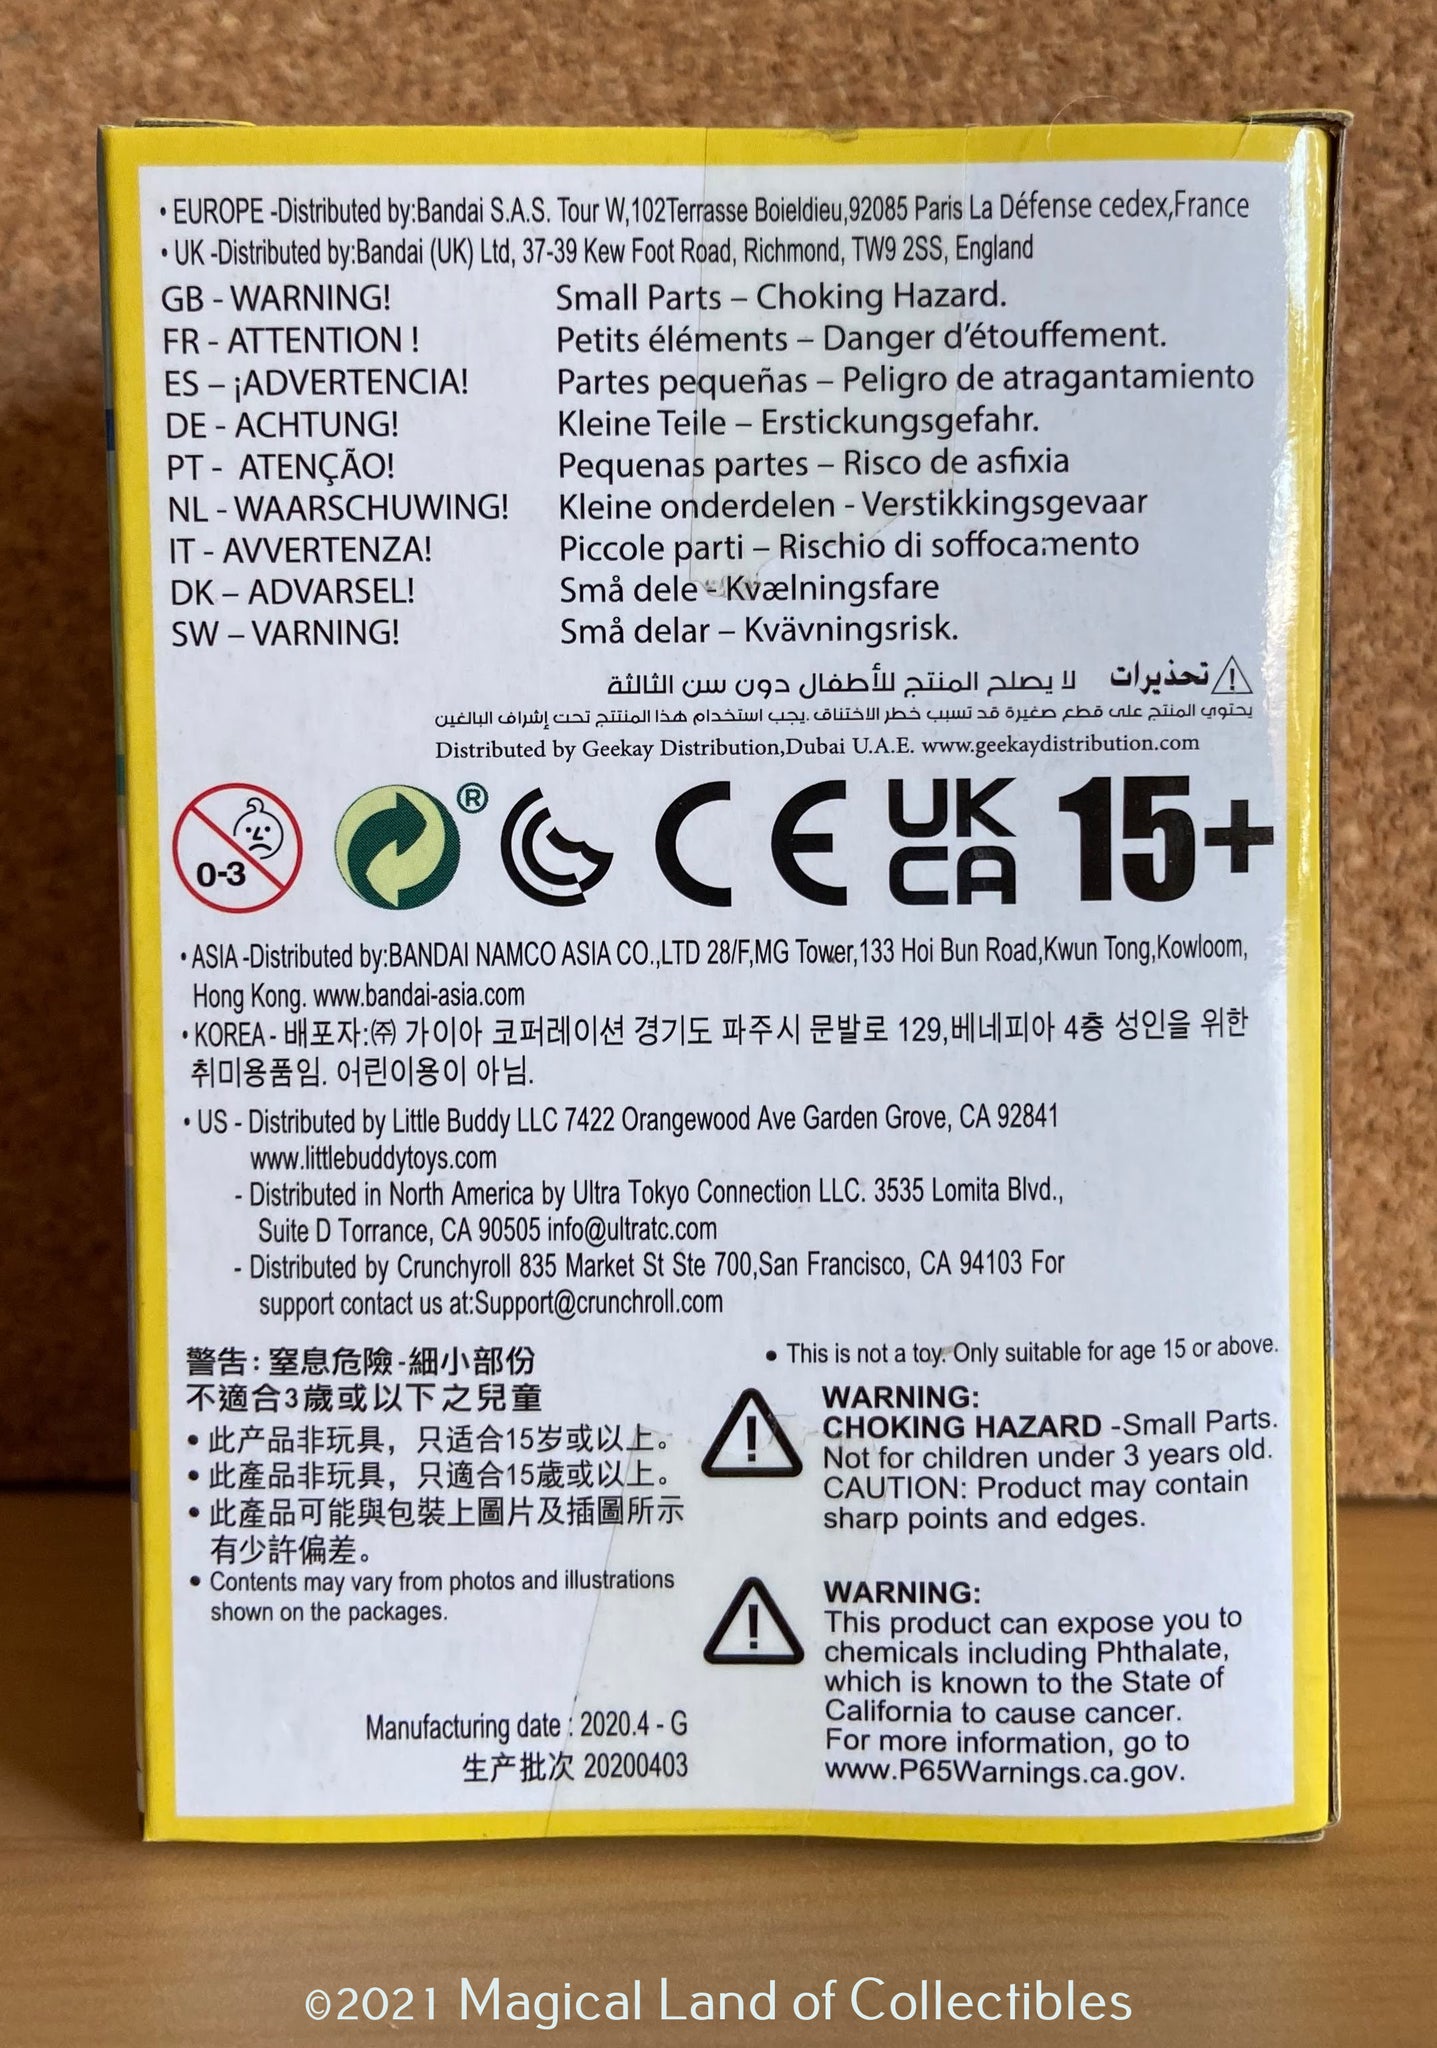 • EUROPE -Distributed by:Bandai S.A.S. Tour W,102Terrasse Boieldieu,92085 Paris La Défense cedex,France
• UK -Distributed by:Bandai (UK) Ltd, 37-39 Kew Foot Road, Richmond, TW9 2SS, England
GB - WARNING! Small Parts – Choking Hazard.
FR - ATTENTION ! Petits éléments – Danger d’étouffement.
ES – ¡ADVERTENCIA! Partes pequeñas – Peligro de atragantamiento
DE - ACHTUNG! Kleine Teile – Erstickungsgefahr.
PT - ATENÇÃO! Pequenas partes – Risco de asfixia
NL - WAARSCHUWING! Kleine onderdelen - Verstikkingsgevaar
IT - AVVERTENZA! Piccole parti – Rischio di soffocamento
DK – ADVARSEL! Små dele - Kvælningsfare
SW – VARNING! Små delar – Kvävningsrisk.
تحذيرات لا يصلح المنتج للأطفال دون سن الثالثة
يحتوي المنتج على قطع صغيرة قد تسبب خطر الاختناق. يجب استخدام هذا المنتتج تحت إشراف البالغين
Distributed by Geekay Distribution,Dubai U.A.E. www.geekaydistribution.com
0-3 ® CE UK CA 15+
• ASIA -Distributed by:BANDAI NAMCO ASIA CO.,LTD 28/F,MG Tower,133 Hoi Bun Road,Kwun Tong,Kowloom,
Hong Kong. www.bandai-asia.com
• KOREA - 배포자:㈜ 가이아 코퍼레이션 경기도 파주시 문발로 129,베네피아 4층 성인을 위한
취미용품임. 어린이용이 아님.
• US - Distributed by Little Buddy LLC 7422 Orangewood Ave Garden Grove, CA 92841
www.littlebuddytoys.com
- Distributed in North America by Ultra Tokyo Connection LLC. 3535 Lomita Blvd.,
Suite D Torrance, CA 90505 info@ultratc.com
- Distributed by Crunchyroll 835 Market St Ste 700,San Francisco, CA 94103 For
support contact us at:Support@crunchroll.com
警告: 窒息危險-細小部份
不適合3歲或以下之兒童
• 此产品非玩具，只适合15岁或以上。
• 此產品非玩具，只適合15歲或以上。
• 此產品可能與包裝上圖片及插圖所示
有少許偏差。
• Contents may vary from photos and illustrations
shown on the packages.
Manufacturing date : 2020.4 - G
生产批次 20200403
• This is not a toy. Only suitable for age 15 or above.
WARNING:
CHOKING HAZARD -Small Parts.
Not for children under 3 years old.
CAUTION: Product may contain
sharp points and edges.
WARNING:
This product can expose you to
chemicals including Phthalate,
which is known to the State of
California to cause cancer.
For more information, go to
www.P65Warnings.ca.gov.
©2021 Magical Land of Collectibles